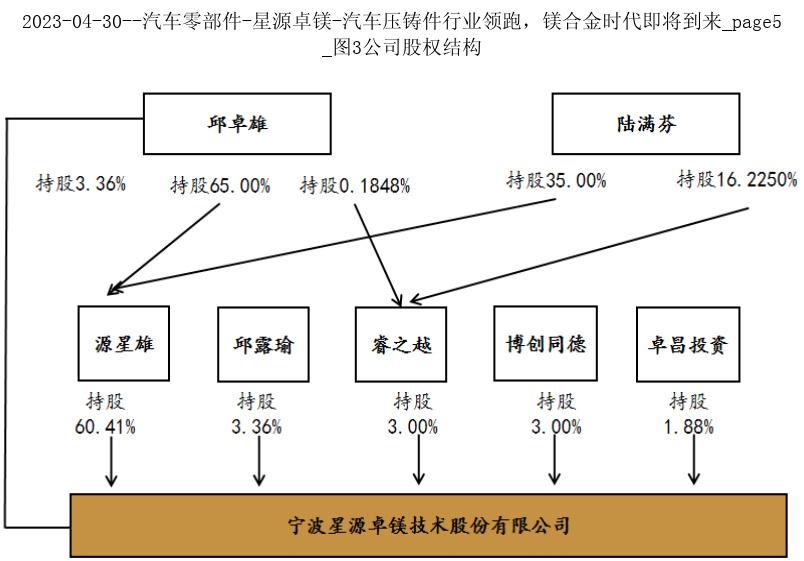 2023-04-30--汽车零部件-星源卓镁-汽车压铸件行业领跑，镁合金时代即将到来_page5
_图3公司股权结构
邱卓雄
陆满芬
持股3.36%
持股65.00%
持股0.1848%
持股35.00%
持股16.2250%
源星雄
邱露瑜
睿之越
博创同德
卓昌投资
持股
60.41%
持股
3.36%
持股
3.00%
持股
3.00%
持股
1.88%
宁波星源卓镁技术股份有限公司